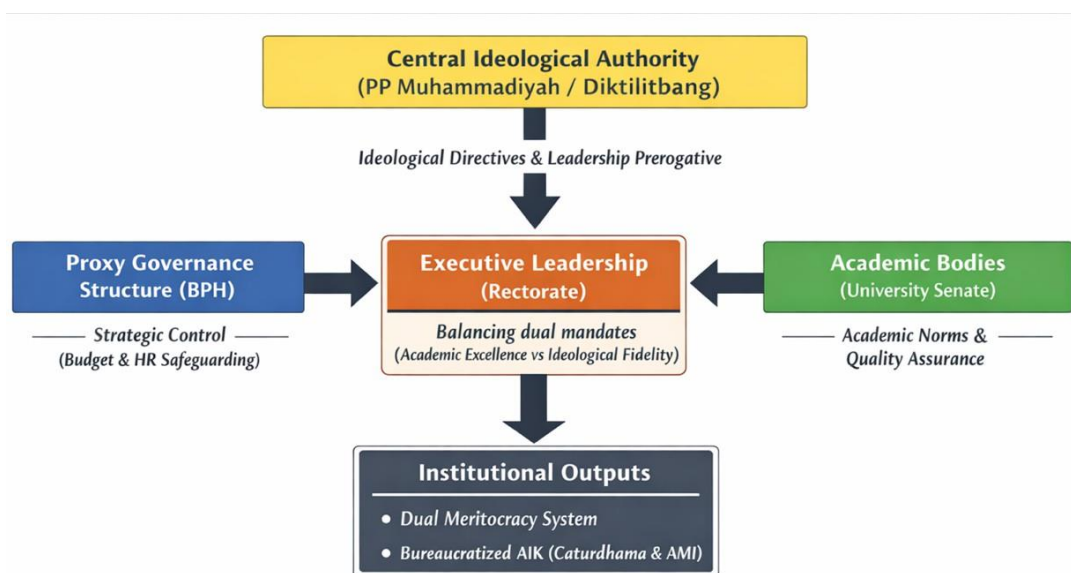 Central Ideological Authority
(PP Muhammadiyah / Diktilitbang)
Ideological Directives & Leadership Prerogative
Proxy Governance
Structure (BPH)
Strategic Control
(Budget & HR Safeguarding)
Executive Leadership
(Rectorate)
Balancing dual mandates
(Academic Excellence vs Ideological Fidelity)
Academic Bodies
(University Senate)
Academic Norms &
Quality Assurance
Institutional Outputs
• Dual Meritocracy System
• Bureaucratized AIK (Caturdhama & AMI)